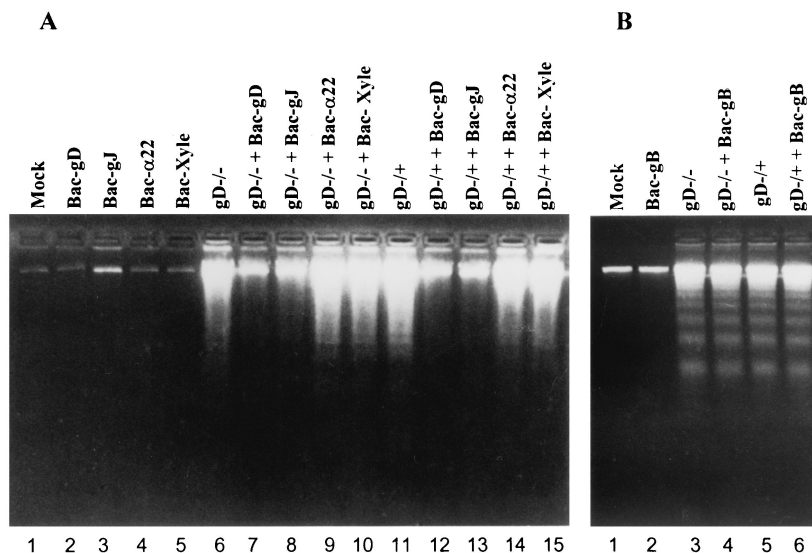 A
B
Mock
Bac-gD
Bac-gJ
Bac-α22
Bac-Xyle
gD-/-
gD-/- + Bac-gD
gD-/- + Bac-gJ
gD-/- + Bac-α22
gD-/- + Bac- Xyle
gD-/+
gD-/+ + Bac-gD
gD-/+ + Bac-gJ
gD-/+ + Bac-α22
gD-/+ + Bac- Xyle
Mock
Bac-gB
gD-/-
gD-/- + Bac-gB
gD-/+
gD-/+ + Bac-gB
1 2 3 4 5 6 7 8 9 10 11 12 13 14 15
1 2 3 4 5 6